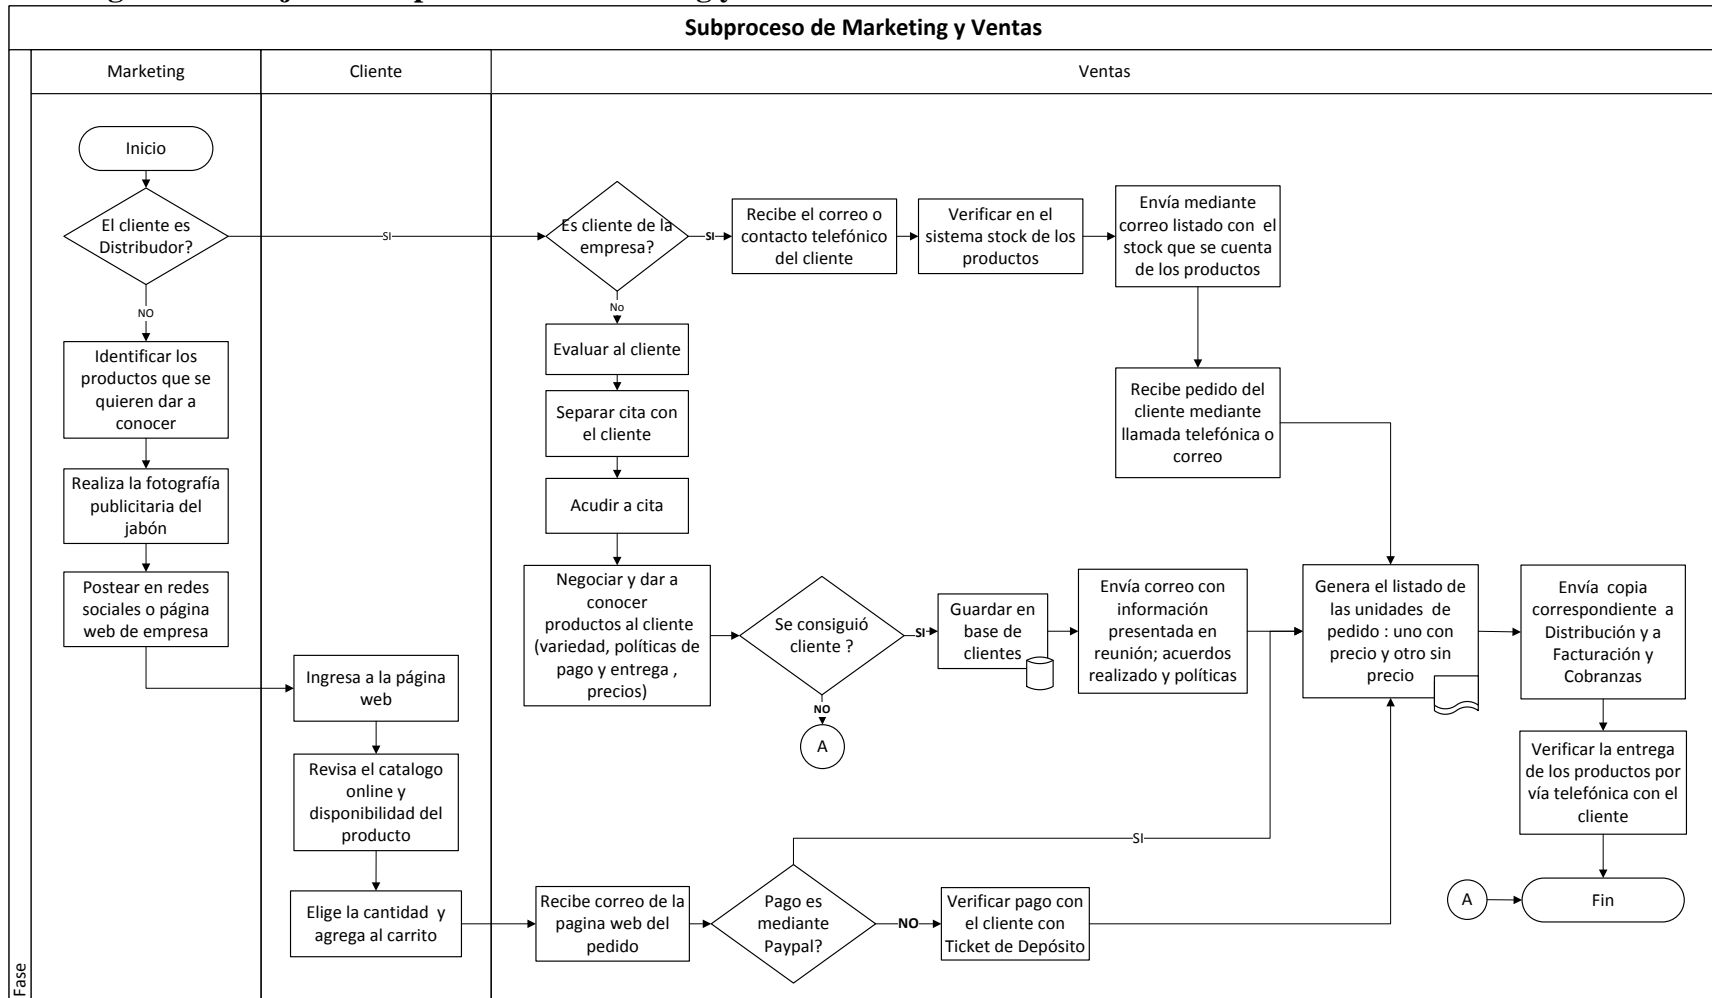 Subproceso de Marketing y Ventas
Marketing
Cliente
Ventas
Fase
Inicio
El cliente es
Distribudor?
SI
NO
Identificar los
productos que se
quieren dar a
conocer
Realiza la fotografía
publicitaria del
jabón
Postear en redes
sociales o página
web de empresa
Ingresa a la página
web
Revisa el catalogo
online y
disponibilidad del
producto
Elige la cantidad y
agrega al carrito
Es cliente de la
empresa?
SI
No
Recibe el correo o
contacto telefónico
del cliente
Verificar en el
sistema stock de los
productos
Envía mediante
correo listado con el
stock que se cuenta
de los productos
Recibe pedido del
cliente mediante
llamada telefónica o
correo
Evaluar al cliente
Separar cita con
el cliente
Acudir a cita
Negociar y dar a
conocer
productos al cliente
(variedad, políticas de
pago y entrega ,
precios)
Se consiguió
cliente ?
SI
NO
A
Guardar en
base de
clientes
Envía correo con
información
presentada en
reunión; acuerdos
realizado y políticas
Genera el listado de
las unidades de
pedido : uno con
precio y otro sin
precio
Envía copia
correspondiente a
Distribución y a
Facturación y
Cobranzas
Verificar la entrega
de los productos por
vía telefónica con el
cliente
Recibe correo de la
pagina web del
pedido
Pago es
mediante
Paypal?
SI
NO
Verificar pago con
el cliente con
Ticket de Depósito
A
Fin